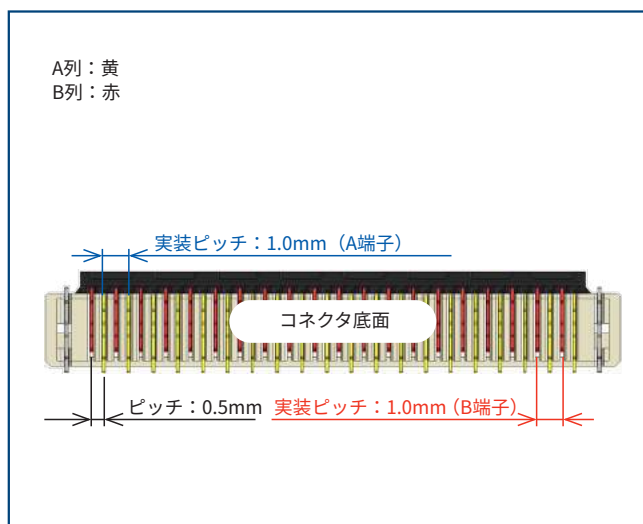 A列：黄
B列：赤
実装ピッチ：1.0mm（A端子）
コネクタ底面
ピッチ：0.5mm
実装ピッチ：1.0mm（B端子）